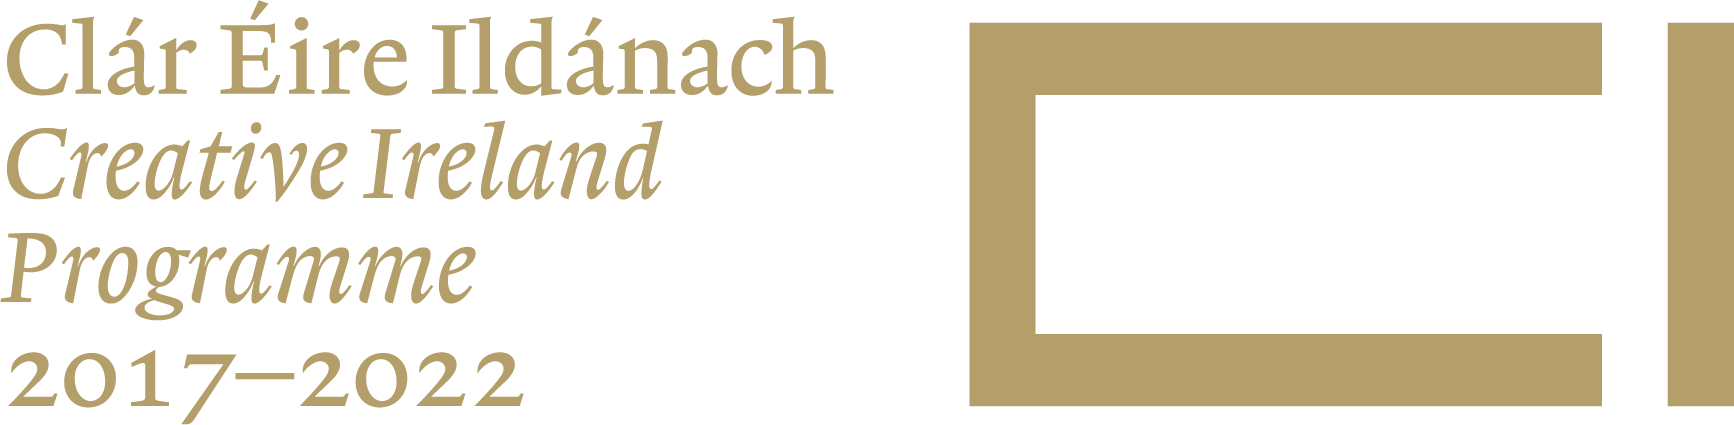 Clár Éire Ildánach
Creative Ireland
Programme
2017–2022